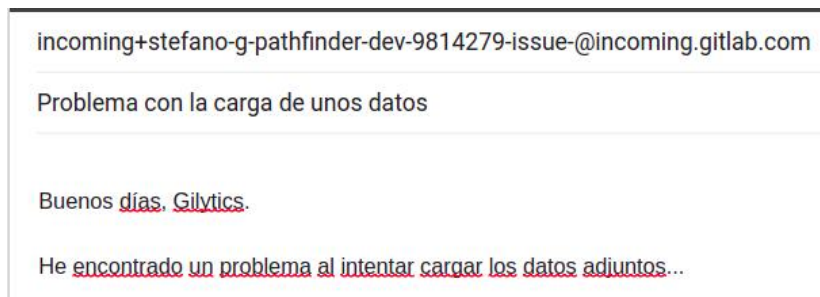 incoming+stefano-g-pathfinder-dev-9814279-issue-@incoming.gitlab.com
Problema con la carga de unos datos
Buenos días, Gilytics.
He encontrado un problema al intentar cargar los datos adjuntos...